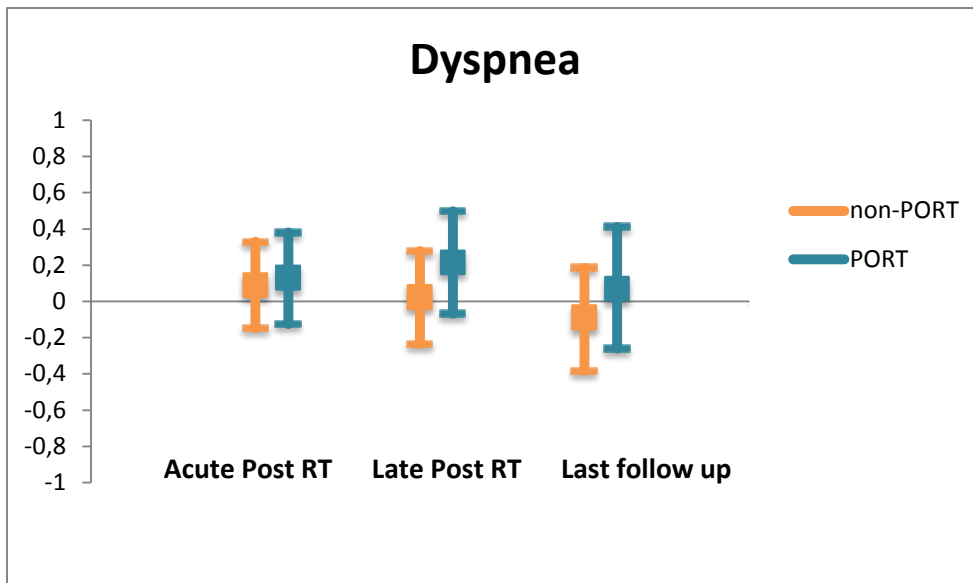 Dyspnea
1
0,8
0,6
0,4
0,2
0
-0,2
-0,4
-0,6
-0,8
-1
Acute Post RT Late Post RT Last follow up
non-PORT
PORT